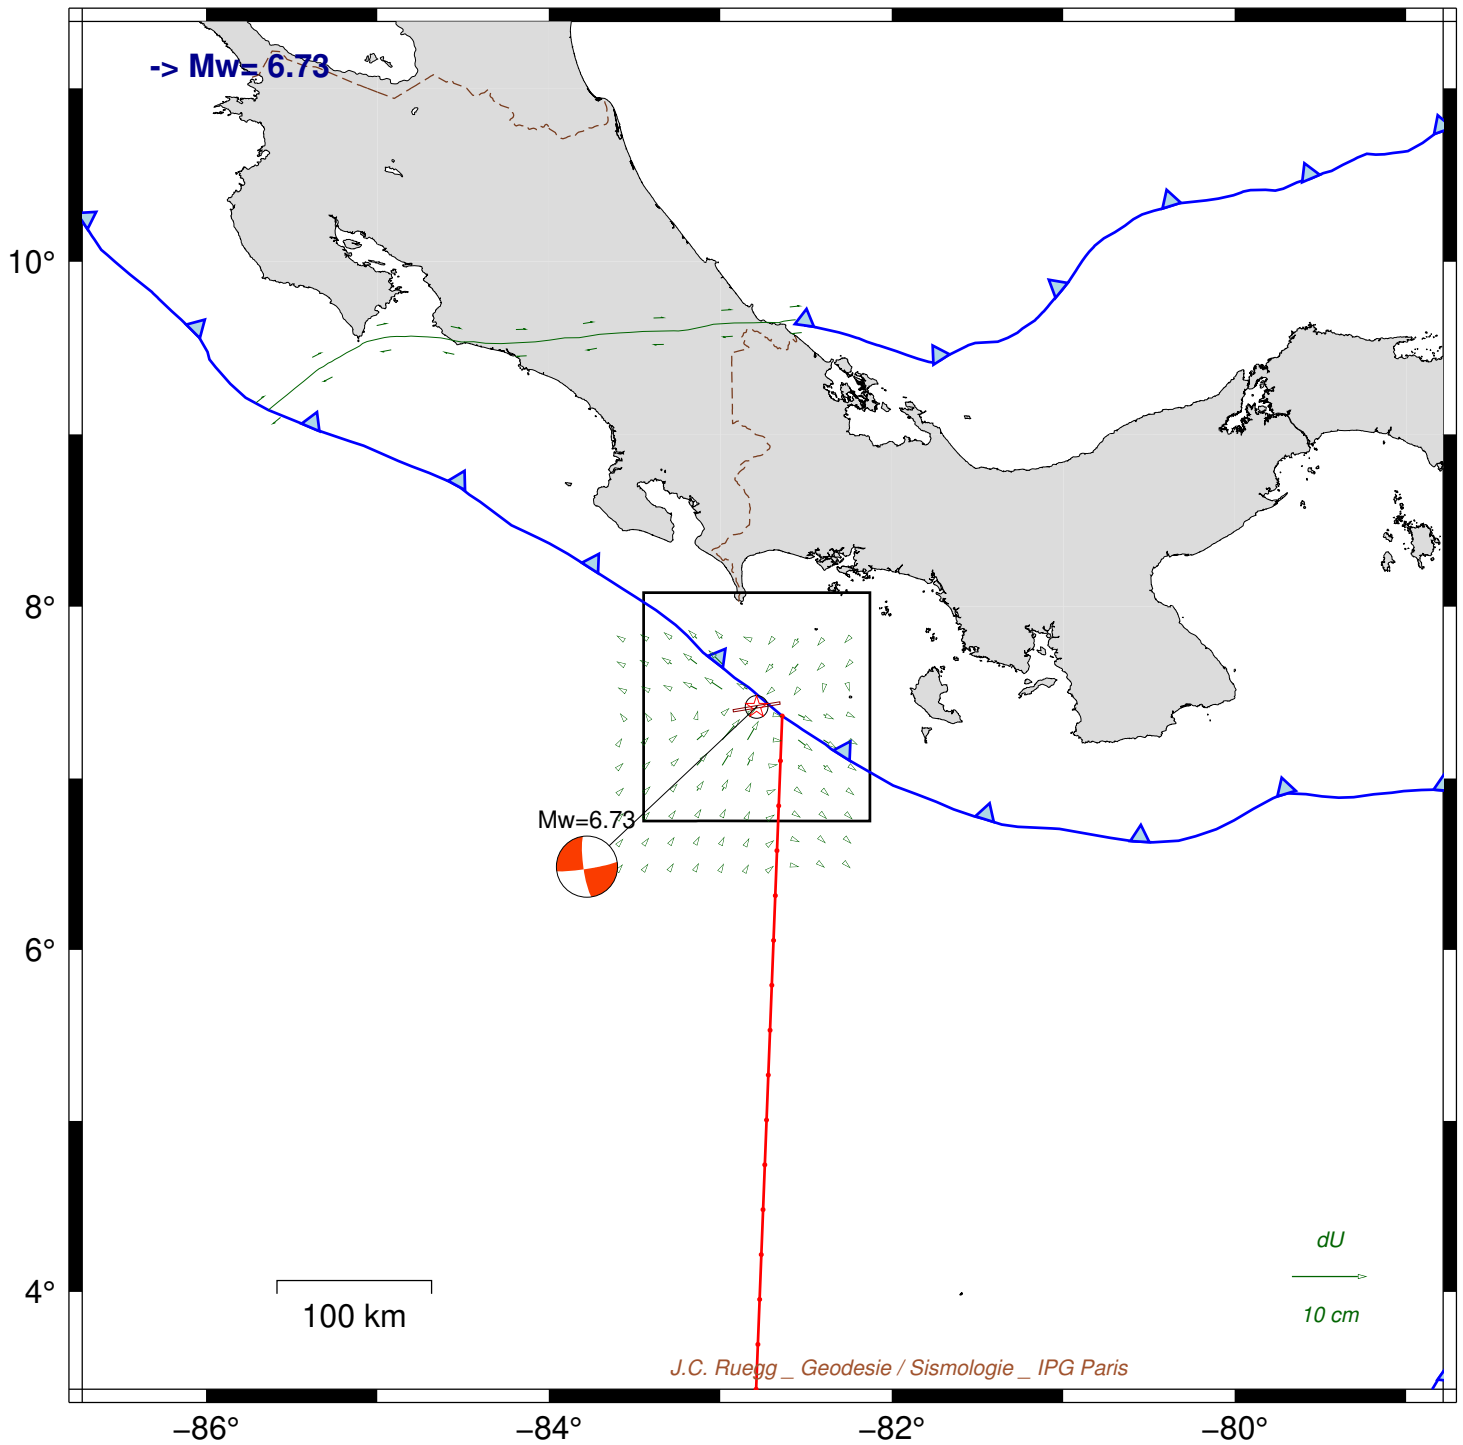 -> Mw= 6.73
10°
8°
Mw=6.73
6°
dU
4°
100 km
10 cm
J.C. Ruegg _ Geodesie / Sismologie _ IPG Paris
−86°
−84°
−82°
−80°